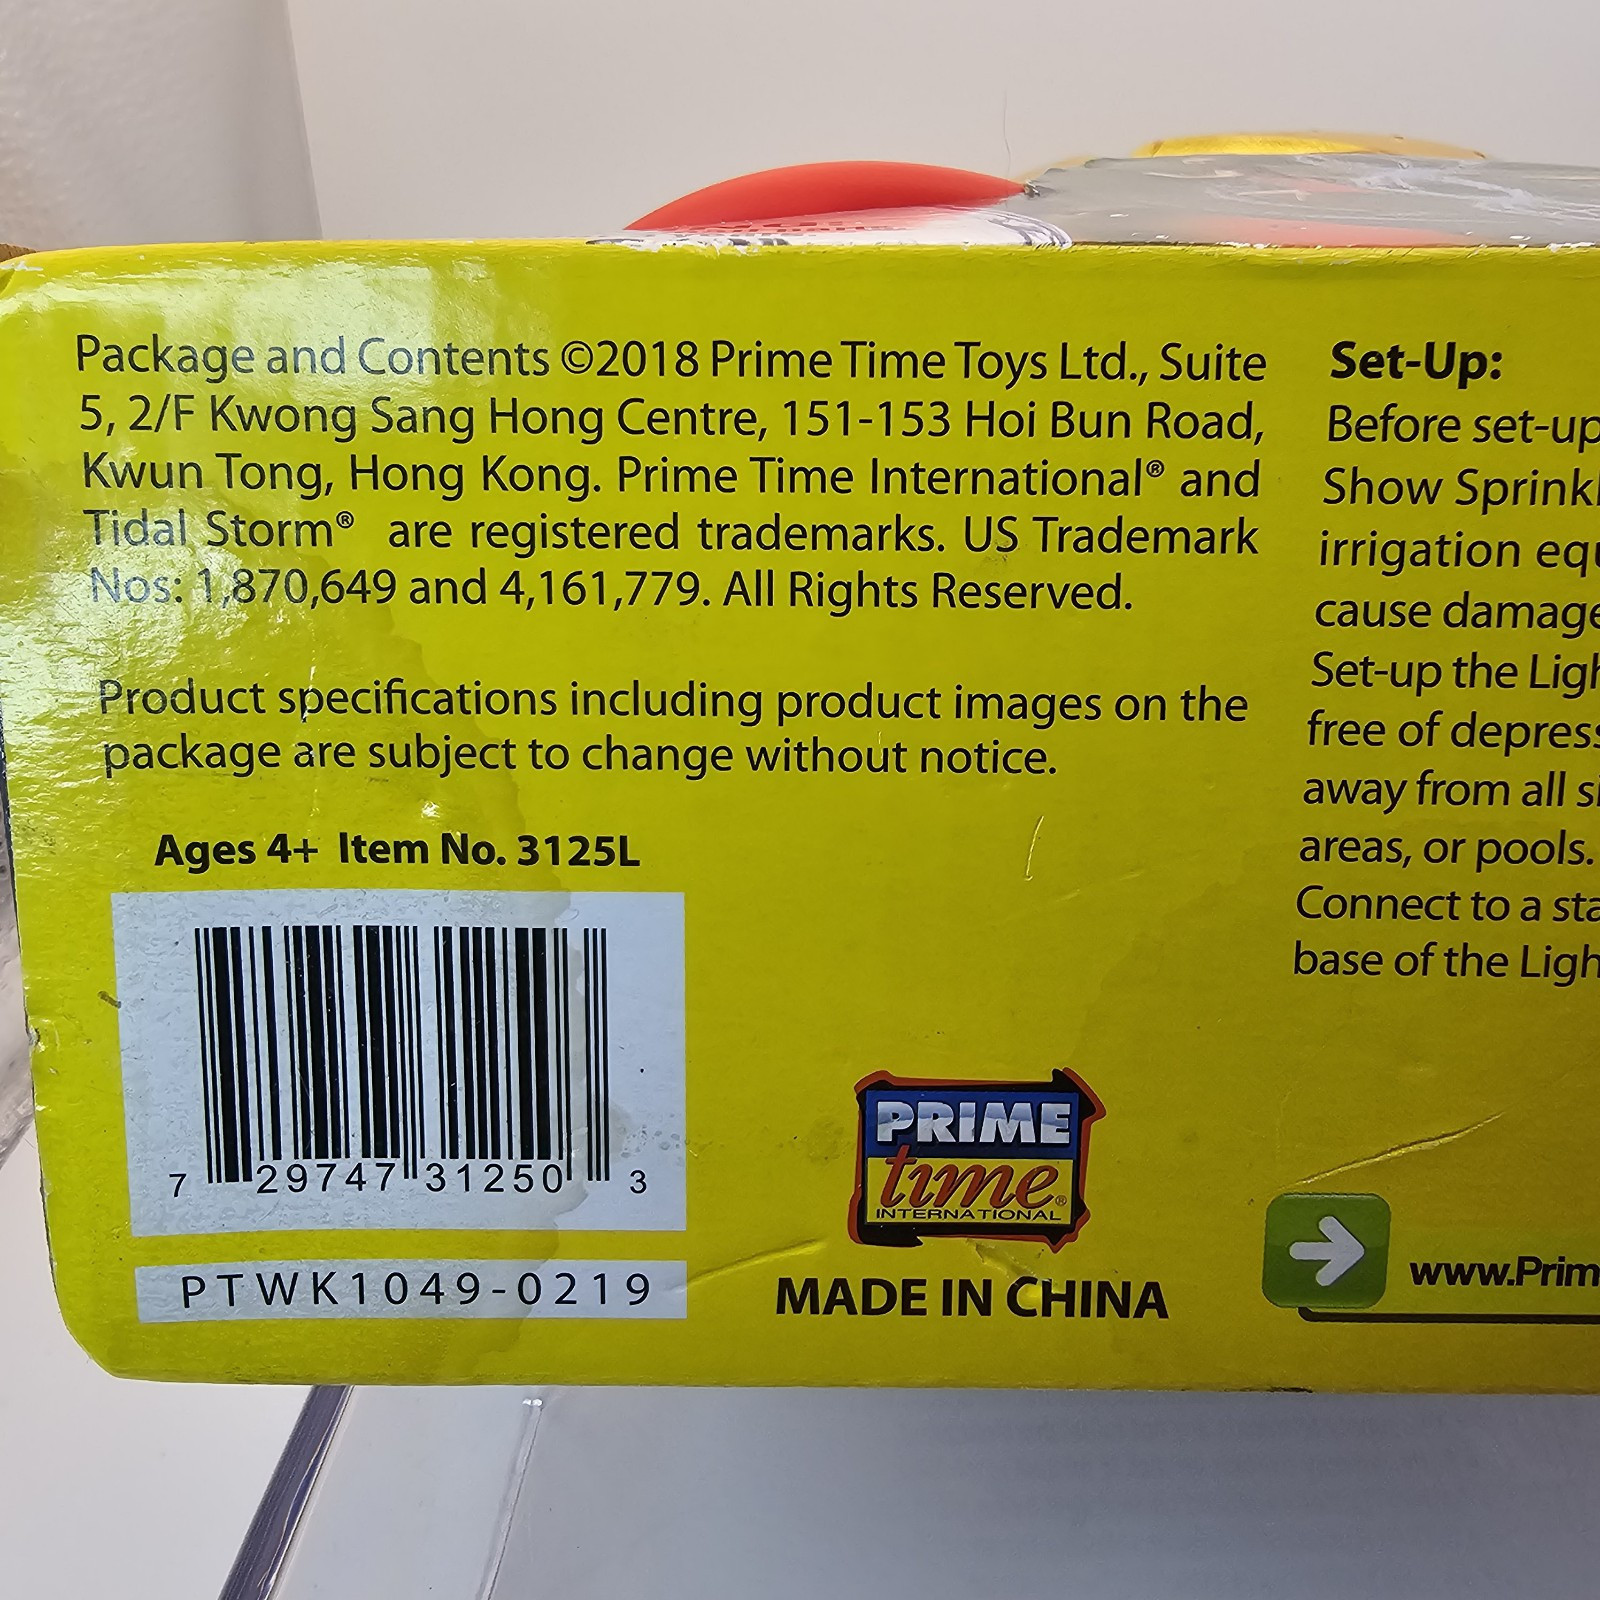 Package and Contents ©2018 Prime Time Toys Ltd., Suite
5, 2/F Kwong Sang Hong Centre, 151-153 Hoi Bun Road,
Kwun Tong, Hong Kong. Prime Time International® and
Tidal Storm® are registered trademarks. US Trademark
Nos: 1,870,649 and 4,161,779. All Rights Reserved.
Product specifications including product images on the
package are subject to change without notice.
Ages 4+ Item No. 3125L
7 29747 31250 3
PTWK1049-0219
PRIME
time®
INTERNATIONAL
MADE IN CHINA
Set-Up:
Before set-up
Show Sprinkl
irrigation equ
cause damage
Set-up the Ligh
free of depress
away from all si
areas, or pools.
Connect to a sta
base of the Ligh
www.Prim